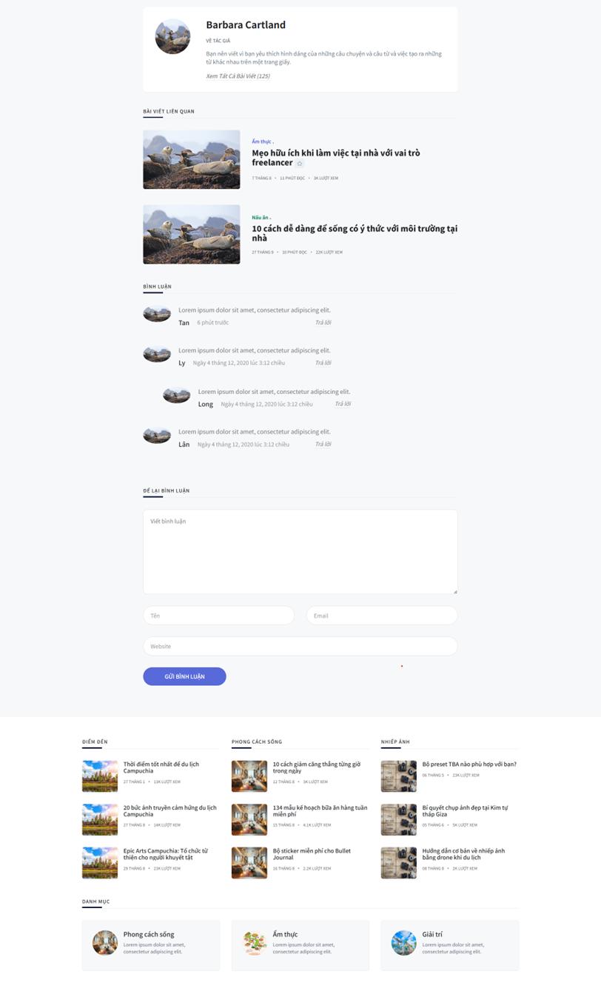 Barbara Cartland
VỀ TÁC GIẢ
Bạn nên viết vì bạn yêu thích hình dáng của những câu chuyện và câu từ và việc tạo ra những
từ khác nhau trên một trang giấy.
Xem Tất Cả Bài Viết (125)
BÀI VIẾT LIÊN QUAN
Ẩm thực .
Mẹo hữu ích khi làm việc tại nhà với vai trò
freelancer
7 THÁNG 8 • 11 PHÚT ĐỌC • 3K LƯỢT XEM
Nấu ăn .
10 cách dễ dàng để sống có ý thức với môi trường tại
nhà
27 THÁNG 9 • 10 PHÚT ĐỌC • 22K LƯỢT XEM
BÌNH LUẬN
Lorem ipsum dolor sit amet, consectetur adipiscing elit.
Tan 6 phút trước Trả lời
Lorem ipsum dolor sit amet, consectetur adipiscing elit.
Ly Ngày 4 tháng 12, 2020 lúc 3:12 chiều Trả lời
Lorem ipsum dolor sit amet, consectetur adipiscing elit.
Long Ngày 4 tháng 12, 2020 lúc 3:12 chiều Trả lời
Lorem ipsum dolor sit amet, consectetur adipiscing elit.
Lân Ngày 4 tháng 12, 2020 lúc 3:12 chiều Trả lời
ĐỂ LẠI BÌNH LUẬN
Viết bình luận
Tên
Email
Website
GỬI BÌNH LUẬN
ĐIỂM ĐẾN
Thời điểm tốt nhất để du lịch
Campuchia
27 THÁNG 1 • 13K LƯỢT XEM
20 bức ảnh truyền cảm hứng du lịch
Campuchia
27 THÁNG 8 • 14K LƯỢT XEM
Epic Arts Campuchia: Tổ chức từ
thiện cho người khuyết tật
29 THÁNG 8 • 23K LƯỢT XEM
PHONG CÁCH SỐNG
10 cách giảm căng thẳng từng giờ
trong ngày
12 THÁNG 8 • 3K LƯỢT XEM
134 mẫu kế hoạch bữa ăn hàng tuần
miễn phí
15 THÁNG 8 • 4.1K LƯỢT XEM
Bộ sticker miễn phí cho Bullet
Journal
16 THÁNG 8 • 2.2K LƯỢT XEM
NHIẾP ẢNH
Bộ preset TBA nào phù hợp với bạn?
06 THÁNG 5 • 23K LƯỢT XEM
Bí quyết chụp ảnh đẹp tại Kim tự
tháp Giza
05 THÁNG 6 • 5K LƯỢT XEM
Hướng dẫn cơ bản về nhiếp ảnh
bằng drone khi du lịch
08 THÁNG 8 • 2K LƯỢT XEM
DANH MỤC
Phong cách sống
Lorem ipsum dolor sit amet,
consectetur adipiscing elit.
Ẩm thực
Lorem ipsum dolor sit amet,
consectetur adipiscing elit.
Giải trí
Lorem ipsum dolor sit amet,
consectetur adipiscing elit.